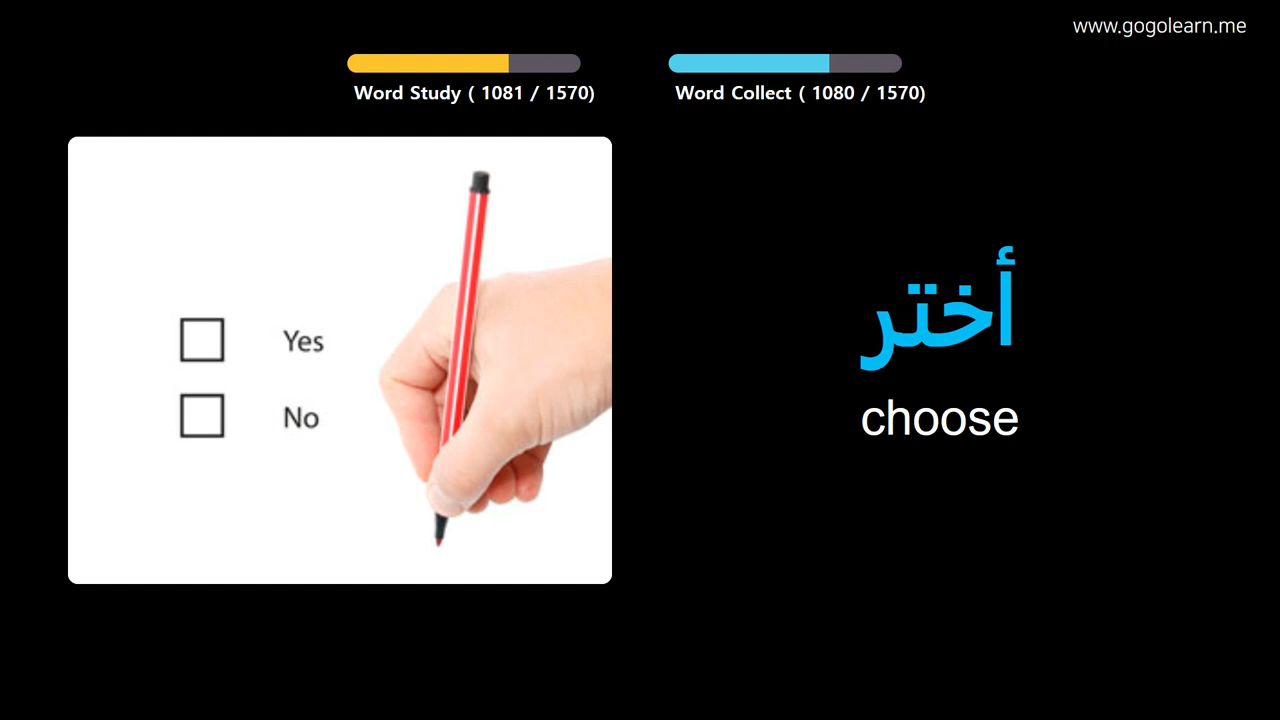 www.gogolearn.me
Word Study ( 1081 / 1570)
Word Collect ( 1080 / 1570)
Yes
No
أختر
choose